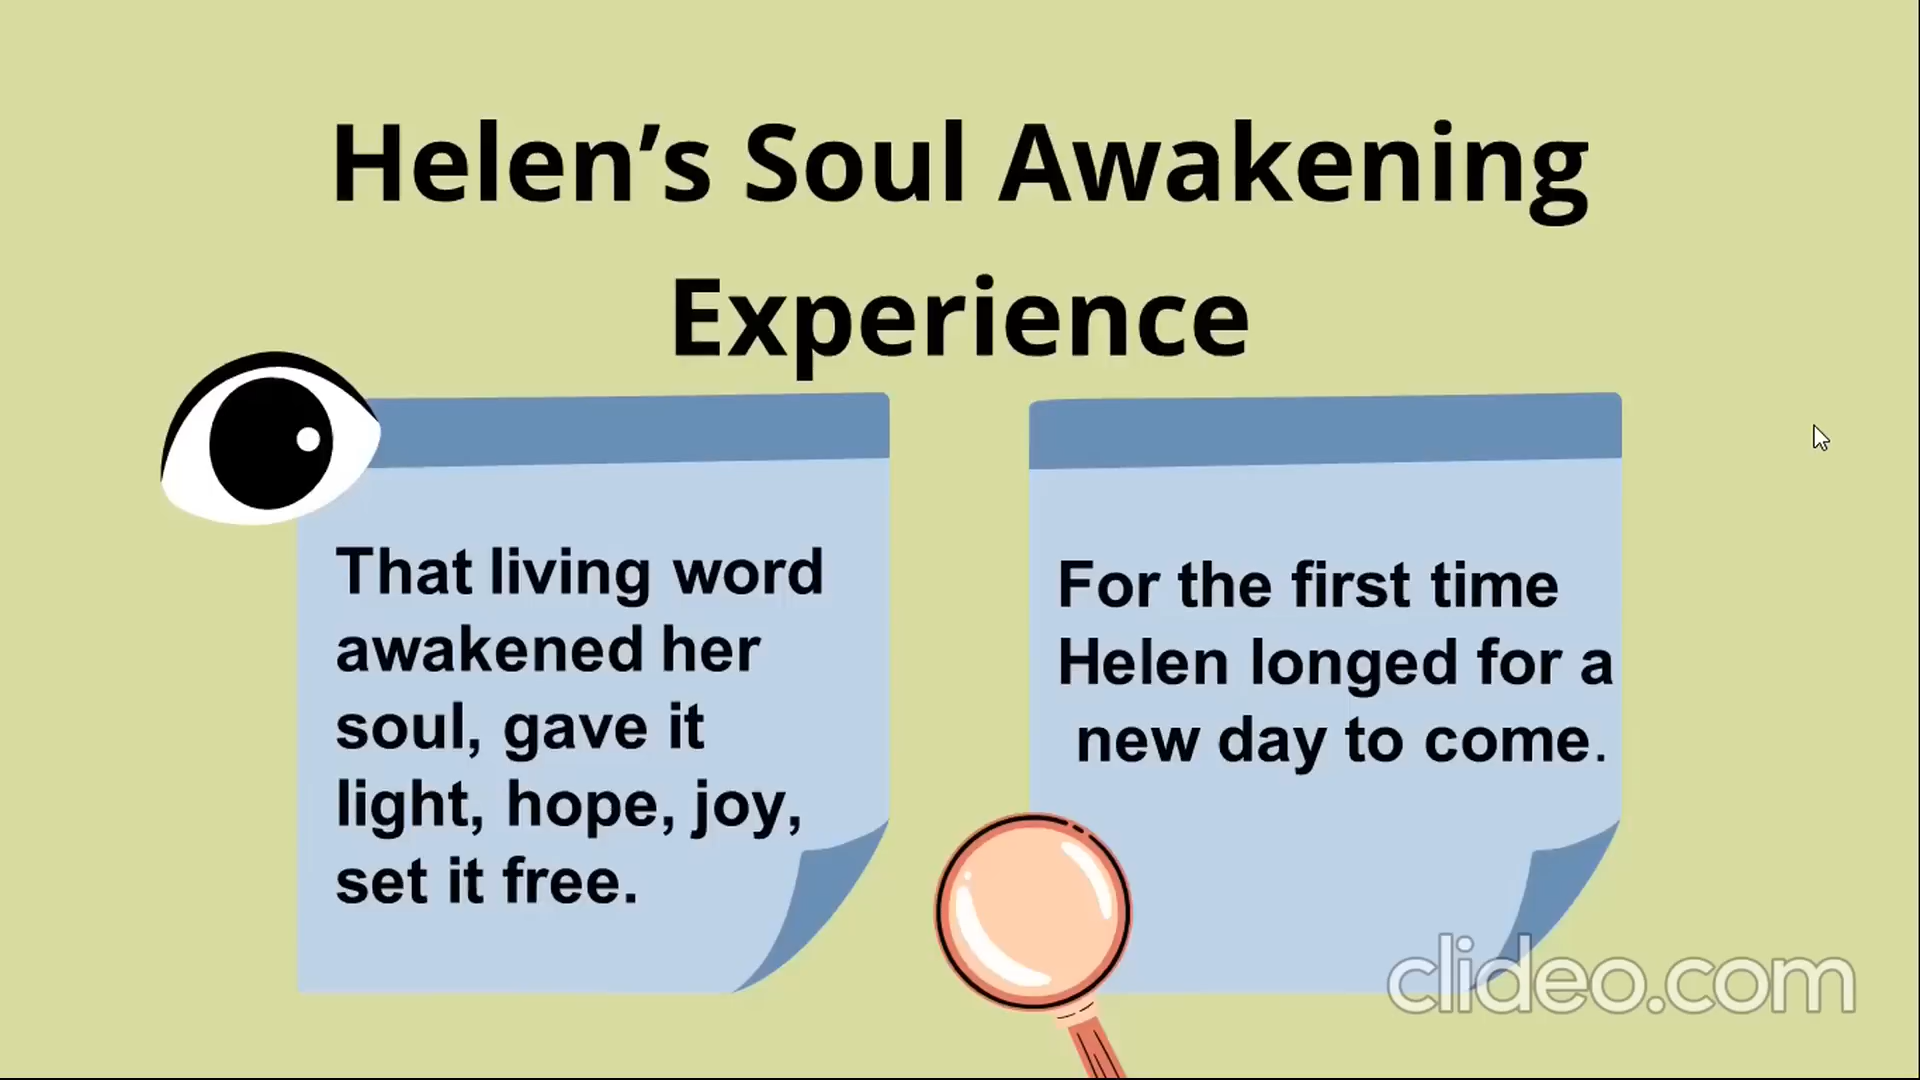 Helen’s Soul Awakening
Experience
That living word
awakened her
soul, gave it
light, hope, joy,
set it free.
For the first time
Helen longed for a
new day to come.
clideo.com